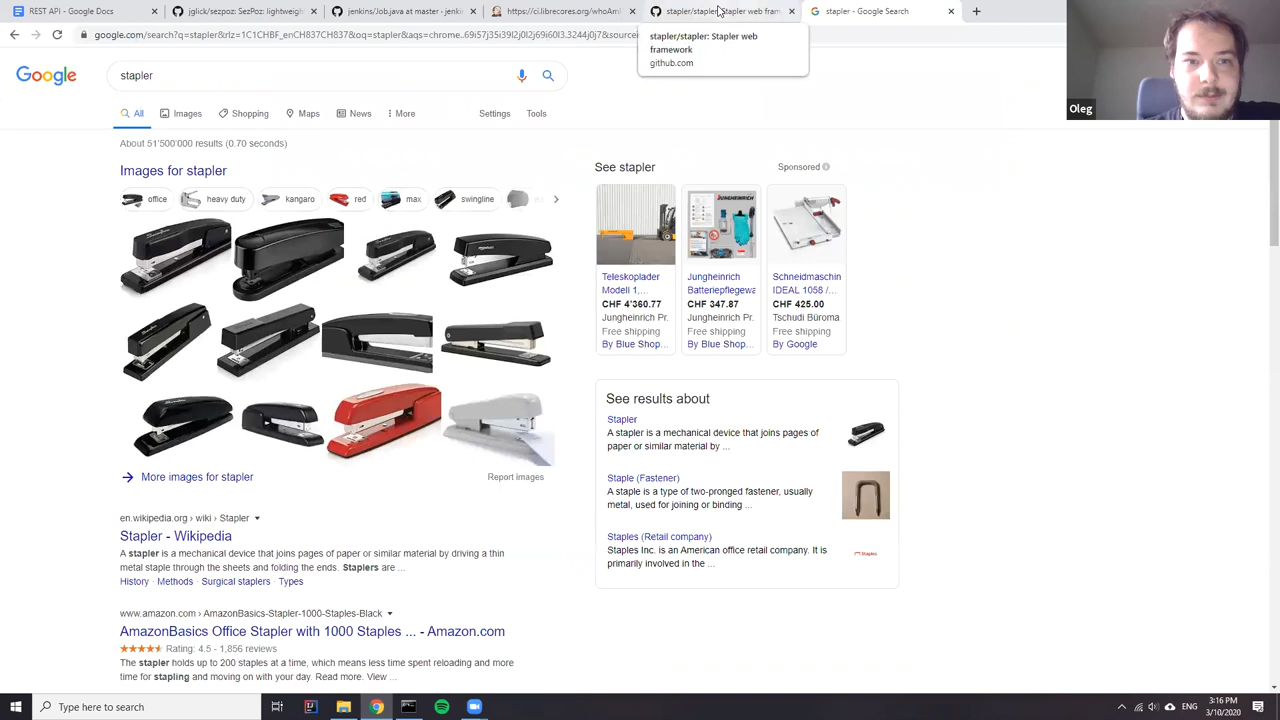 REST API - Google Docs
jglick/sezPoz: lightweight
jenkins/Job.java at master · jenkin
https://ci.librecores.org/whoAmI
stapler/stapler: Stapler web fram
stapler - Google Search
google.com/search?q=stapler&rlz=1C1CHBF_enCH837CH837&oq=stapler&aqs=chrome..69i57j35i39l2j0l2j69i60l3.3244j0j7&sourcei
stapler/stapler: Stapler web
framework
github.com
Oleg
Google
stapler
All
Images
Shopping
Maps
News
More
Settings
Tools
About 51'500'000 results (0.70 seconds)
Images for stapler
office
heavy duty
kangaro
red
max
swingline
More images for stapler
Report images
en.wikipedia.org › wiki › Stapler
Stapler - Wikipedia
A stapler is a mechanical device that joins pages of paper or similar material by driving a thin
metal staple through the sheets and folding the ends. Staplers are ...
History · Methods · Surgical staplers · Types
www.amazon.com › AmazonBasics-Stapler-1000-Staples-Black
AmazonBasics Office Stapler with 1000 Staples ... - Amazon.com
Rating: 4.5 - 1,856 reviews
The stapler holds up to 200 staples at a time, which means less time spent reloading and more
time for stapling and moving on with your day. Read more. View ...
See stapler
Sponsored
JUNGHEINRICH
Teleskoplader
Modell 1,...
CHF 4'360.77
Jungheinrich Pr.
Free shipping
By Blue Shop...
Jungheinrich
Batteriepflegewa
CHF 347.87
Jungheinrich Pr.
Free shipping
By Blue Shop...
Schneidmaschin
IDEAL 1058 /...
CHF 425.00
Tschudi Büroma
Free shipping
By Google
See results about
Stapler
A stapler is a mechanical device that joins pages of
paper or similar material by ...
Staple (Fastener)
A staple is a type of two-pronged fastener, usually
metal, used for joining or binding ...
Staples (Retail company)
Staples Inc. is an American office retail company. It is
primarily involved in the ...
Staples
Type here to search
ENG
3:16 PM
3/10/2020